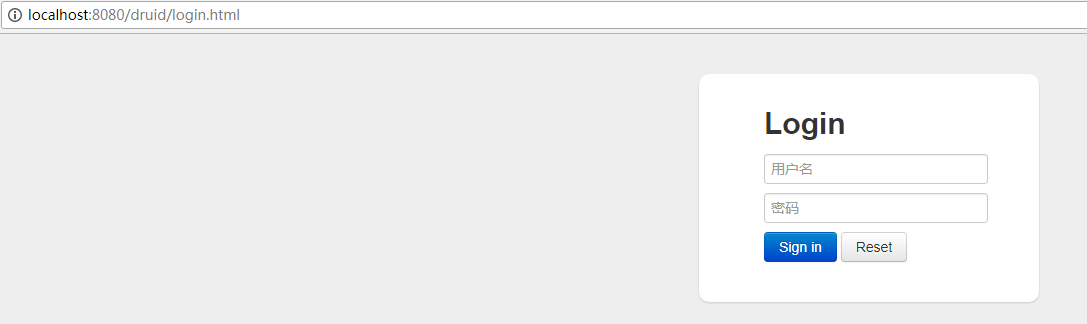 localhost:8080/druid/login.html
Login
用户名
密码
Sign in Reset